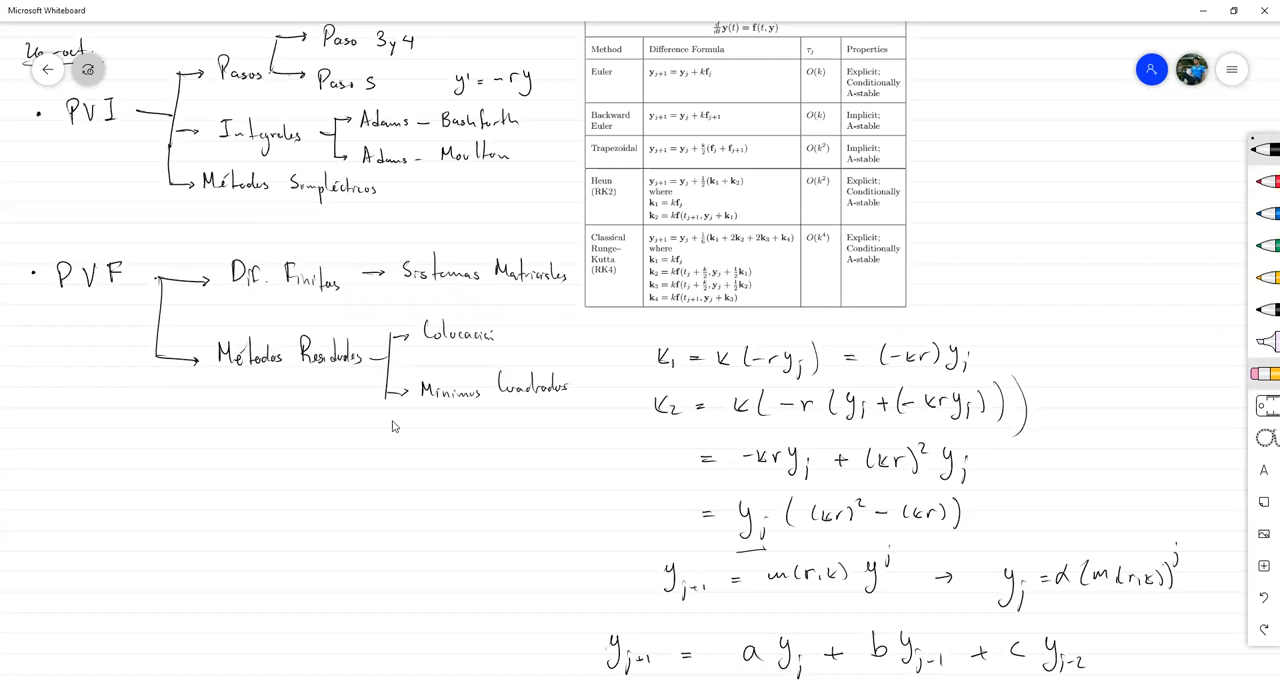 Microsoft Whiteboard
Paso 3 y 4
Pasos
Paso 5
y' = -ry
• PVI
Integrales
Adams - Bashforth
Adams - Moulton
Métodos Simplécticos
• PVF
Dif. Finitas → Sistemas Matriciales
Métodos Residuales
Colocación
Mínimos Cuadrados
d/dt y(t) = f(t, y)
Method Difference Formula τj Properties
Euler yj+1 = yj + kfj O(k) Explicit;
Conditionally
A-stable
Backward
Euler yj+1 = yj + kfj+1 O(k) Implicit;
A-stable
Trapezoidal yj+1 = yj + k/2 (fj + fj+1) O(k²) Implicit;
A-stable
Heun
(RK2) yj+1 = yj + 1/2 (k1 + k2) O(k²) Explicit;
where Conditionally
k1 = kfj A-stable
k2 = kf(tj+1, yj + k1)
Classical
Runge–
Kutta
(RK4) yj+1 = yj + 1/6 (k1 + 2k2 + 2k3 + k4) O(k⁴) Explicit;
where Conditionally
k1 = kfj A-stable
k2 = kf(tj + k/2, yj + 1/2 k1)
k3 = kf(tj + k/2, yj + 1/2 k2)
k4 = kf(tj+1, yj + k3)
K1 = K(-ryj) = (-Kr) yj
K2 = K(-r(yj + (-Kryj)))
= -Kryj + (Kr)² yj
= yj ((Kr)² - (Kr))
yj+1 = m(r,k) y^j → yj = α(m(r,k))^j
yj+1 = a yj + b yj-1 + c yj-2
A